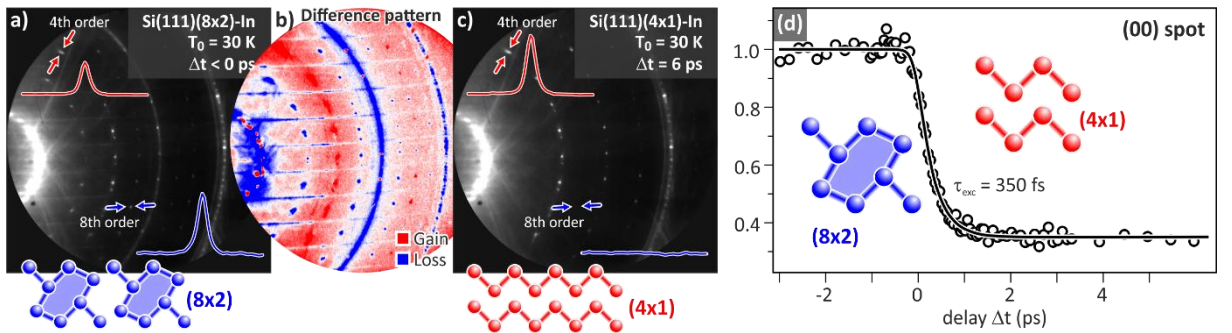 a)
4th order
Si(111)(8x2)-In
T₀ = 30 K
Δt < 0 ps
8th order
(8x2)
b)
Difference pattern
Gain
Loss
c)
4th order
Si(111)(4x1)-In
T₀ = 30 K
Δt = 6 ps
8th order
(4x1)
(d)
(00) spot
1.0
0.8
0.6
0.4
(4x1)
(8x2)
τexc = 350 fs
-2 0 2 4
delay Δt (ps)